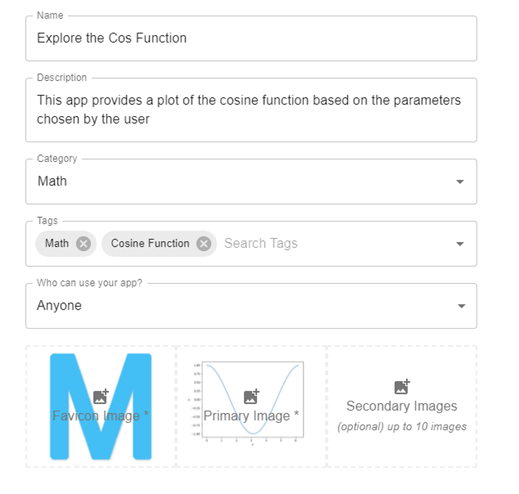 Name
Explore the Cos Function
Description
This app provides a plot of the cosine function based on the parameters
chosen by the user
Category
Math
Tags
Math Cosine Function Search Tags
Who can use your app?
Anyone
M
Favicon Image *
Primary Image *
Secondary Images
(optional) up to 10 images